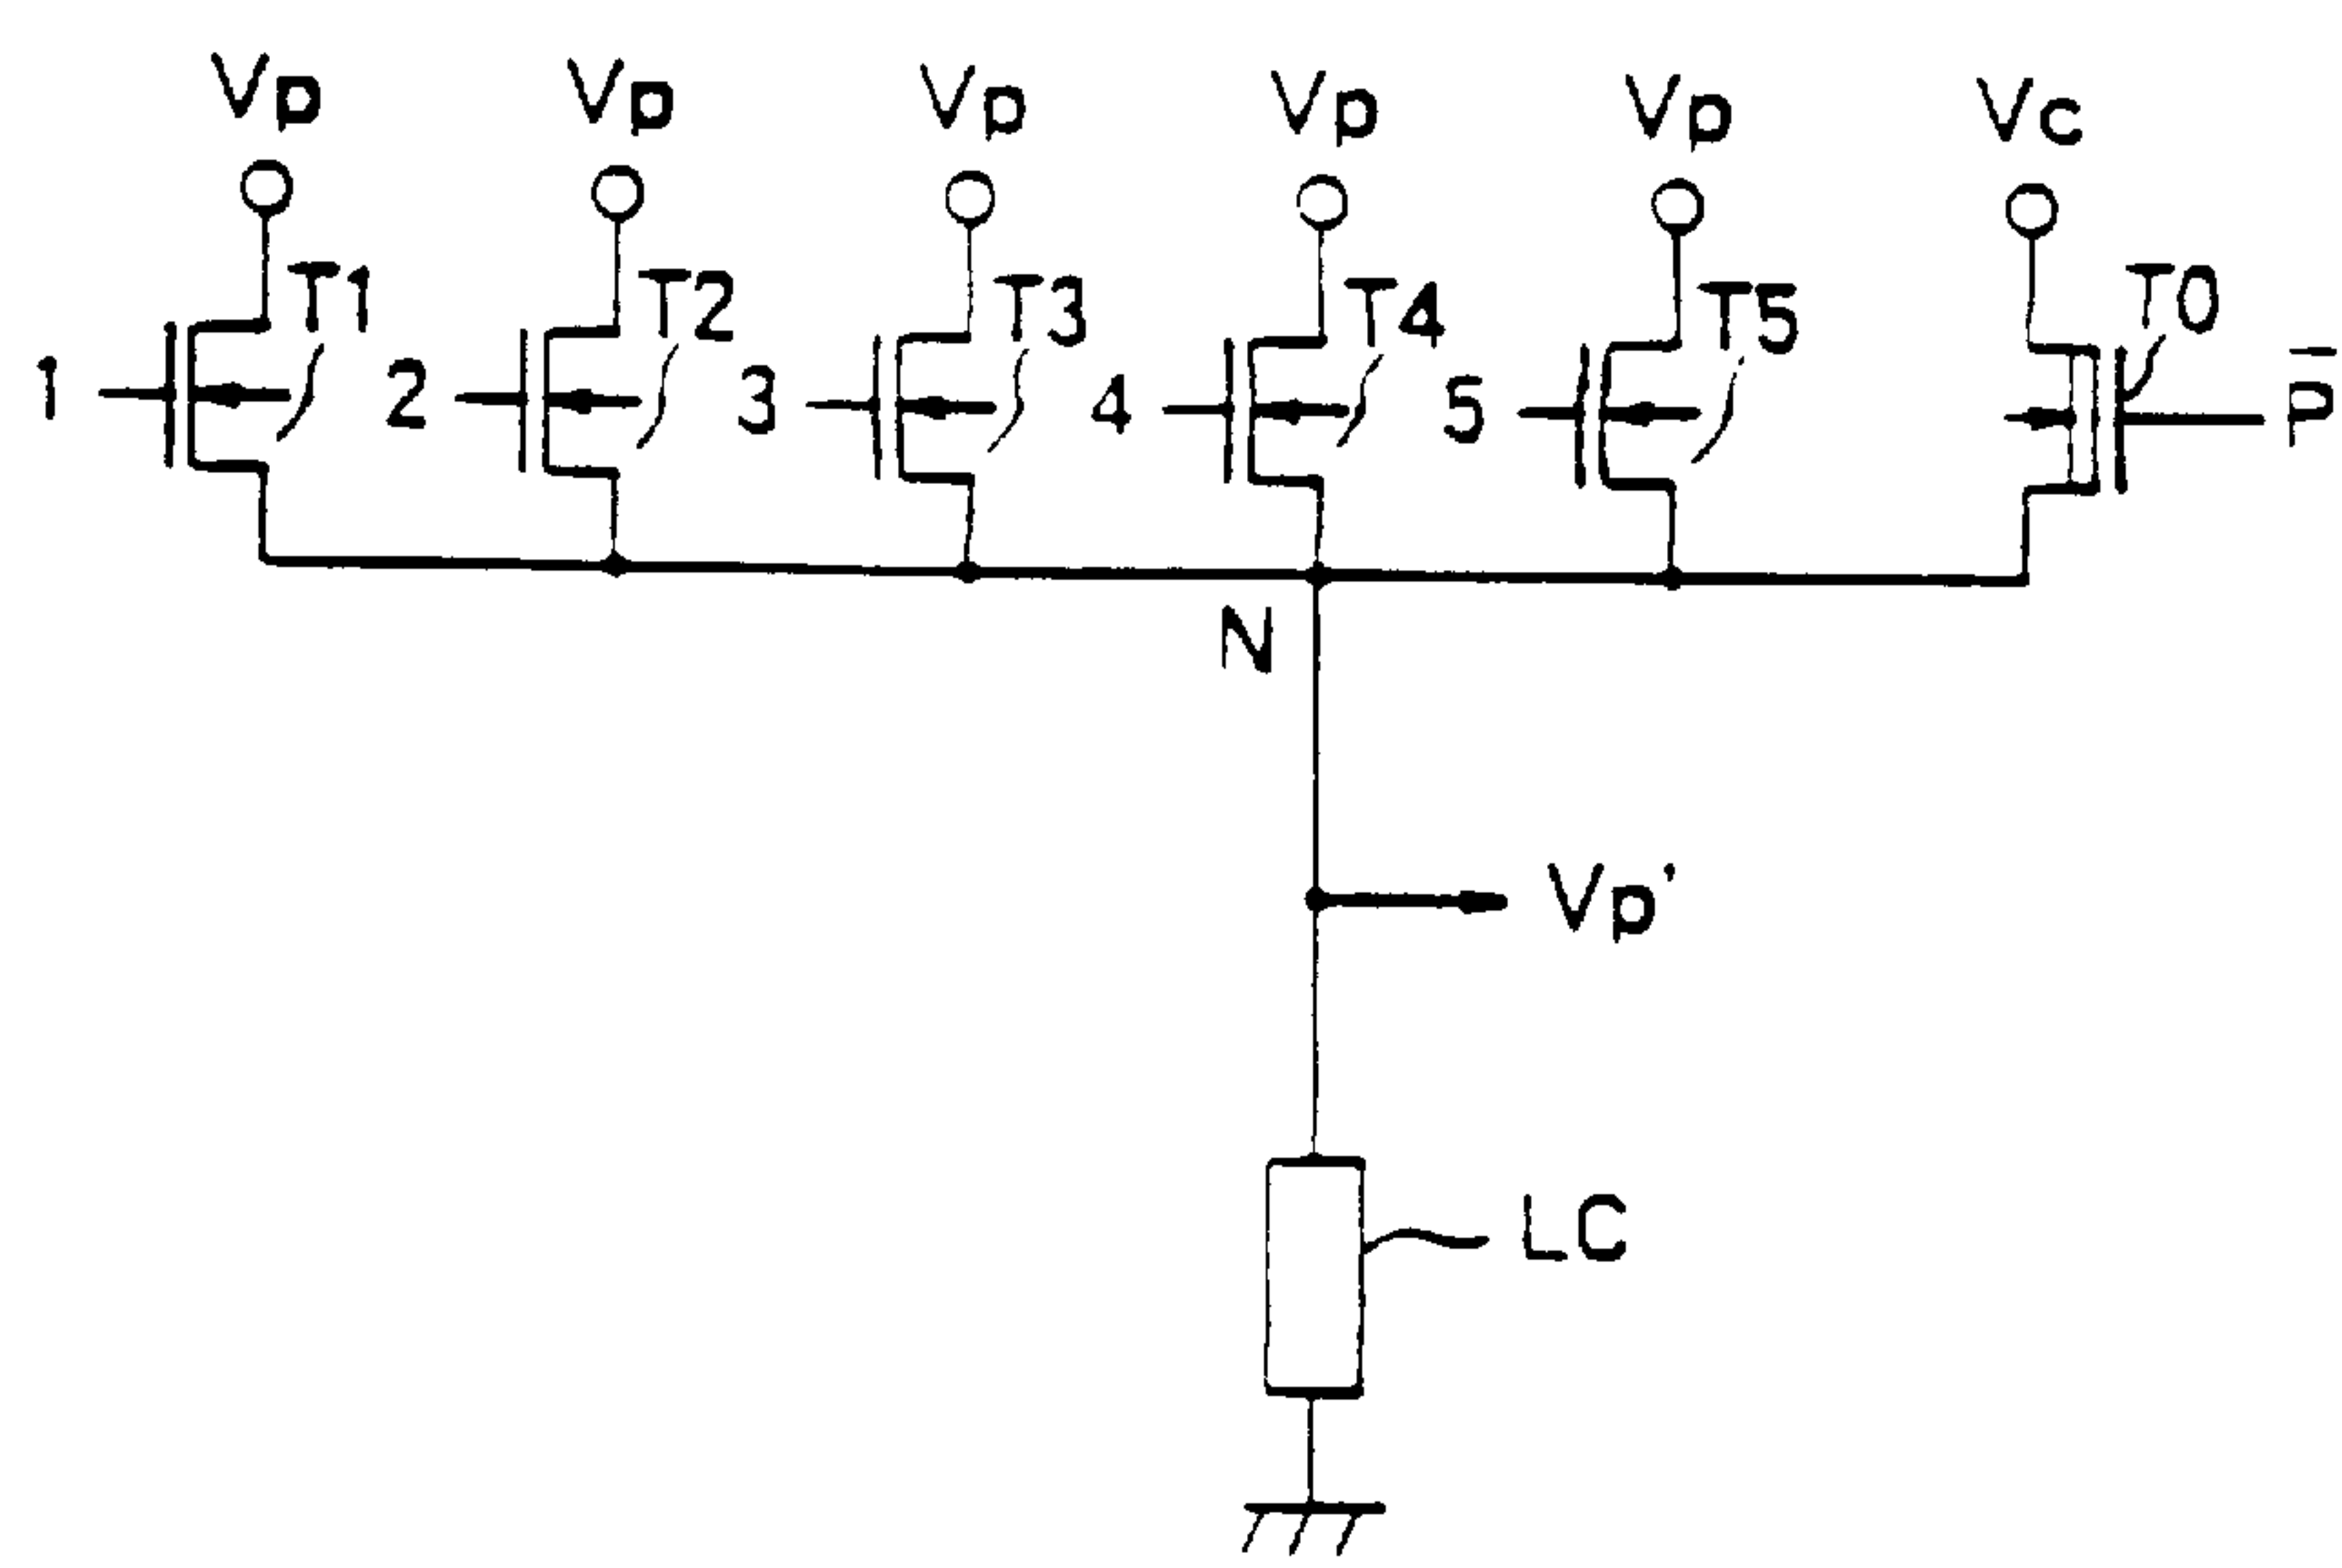 Vp Vp Vp Vp Vp Vc
T1 T2 T3 T4 T5 T0
1 2 3 4 5 P̅
N
Vp'
LC